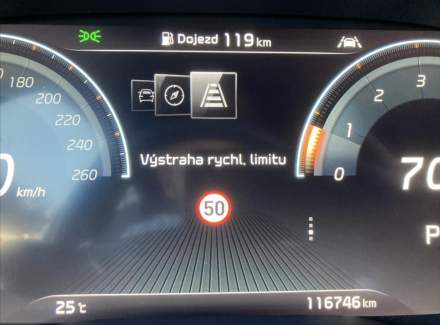 Dojezd 119 km
180
200
220
240
260
0
km/h
Výstraha rychl. limitu
50
3
2
1
0
70
P
25°C
116746 km